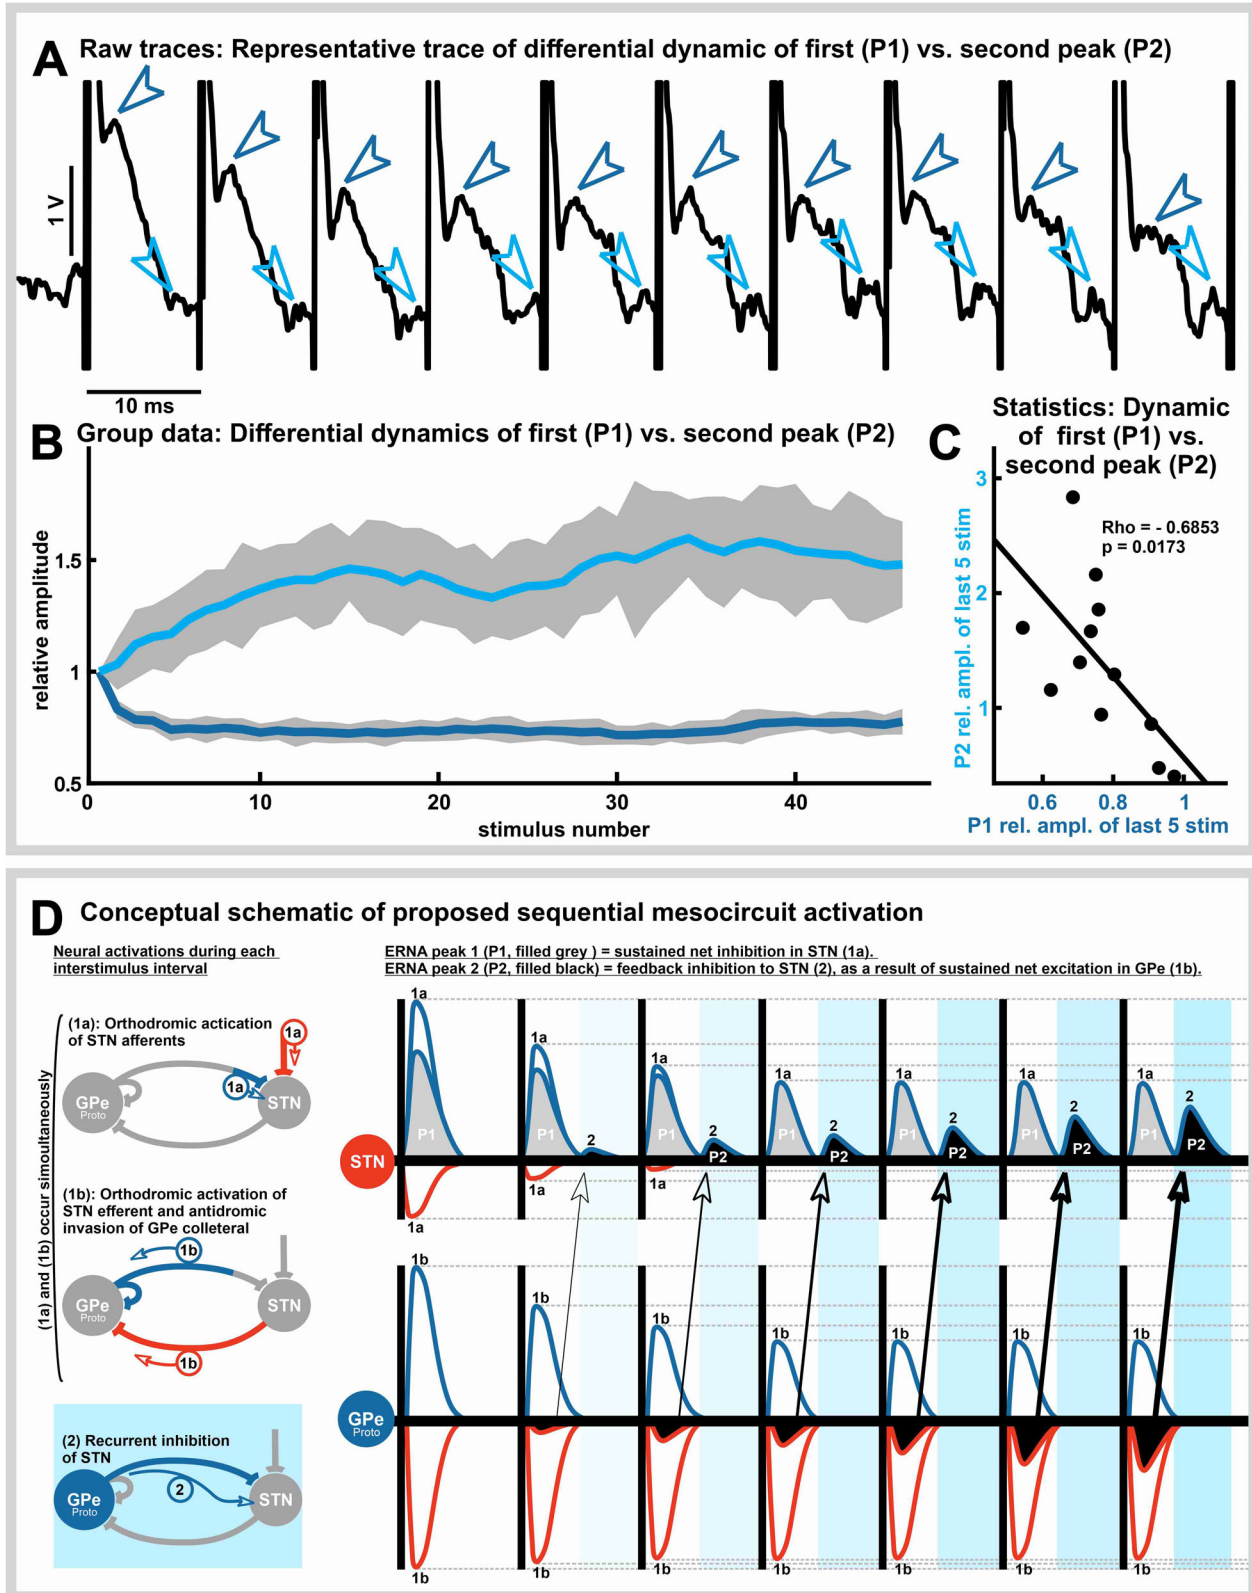 A Raw traces: Representative trace of differential dynamic of first (P1) vs. second peak (P2)
1 V
10 ms
B Group data: Differential dynamics of first (P1) vs. second peak (P2)
relative amplitude
1.5
1
0.5
0 10 20 30 40
stimulus number
C Statistics: Dynamic
of first (P1) vs.
second peak (P2)
P2 rel. ampl. of last 5 stim
3
2
1
Rho = - 0.6853
p = 0.0173
0.6 0.8 1
P1 rel. ampl. of last 5 stim
D Conceptual schematic of proposed sequential mesocircuit activation
Neural activations during each
interstimulus interval
(1a) and (1b) occur simoultaneously
(1a): Orthodromic actication
of STN afferents
1a
1a
GPe
Proto
STN
(1b): Orthodromic activation of
STN efferent and antidromic
invasion of GPe colleteral
1b
GPe
Proto
STN
1b
(2) Recurrent inhibition
of STN
GPe
Proto
2
STN
ERNA peak 1 (P1, filled grey ) = sustained net inhibition in STN (1a).
ERNA peak 2 (P2, filled black) = feedback inhibition to STN (2), as a result of sustained net excitation in GPe (1b).
1a 1a 1a 1a 1a 1a 1a
2 2 2 2 2 2
P1 P1 P1 P1 P1 P1 P1
P2 P2 P2 P2 P2
STN
1a 1a 1a
1b 1b 1b 1b 1b 1b 1b
GPe
Proto
1b 1b 1b 1b 1b 1b 1b